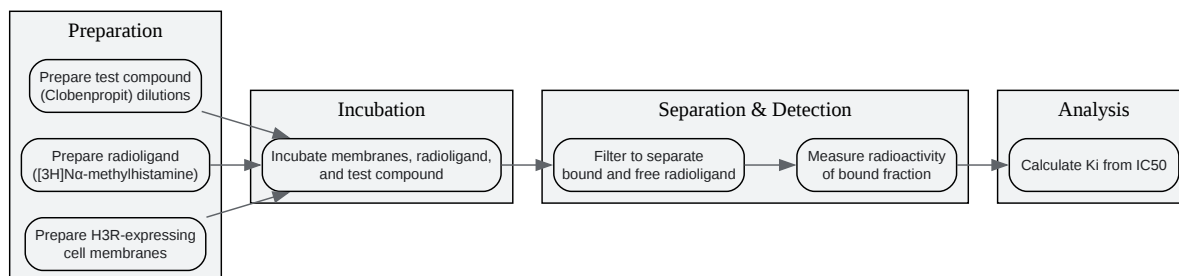 Preparation
Prepare test compound
(Clobenpropit) dilutions
Prepare radioligand
([3H]Nα-methylhistamine)
Prepare H3R-expressing
cell membranes
Incubation
Incubate membranes, radioligand,
and test compound
Separation & Detection
Filter to separate
bound and free radioligand
Measure radioactivity
of bound fraction
Analysis
Calculate Ki from IC50